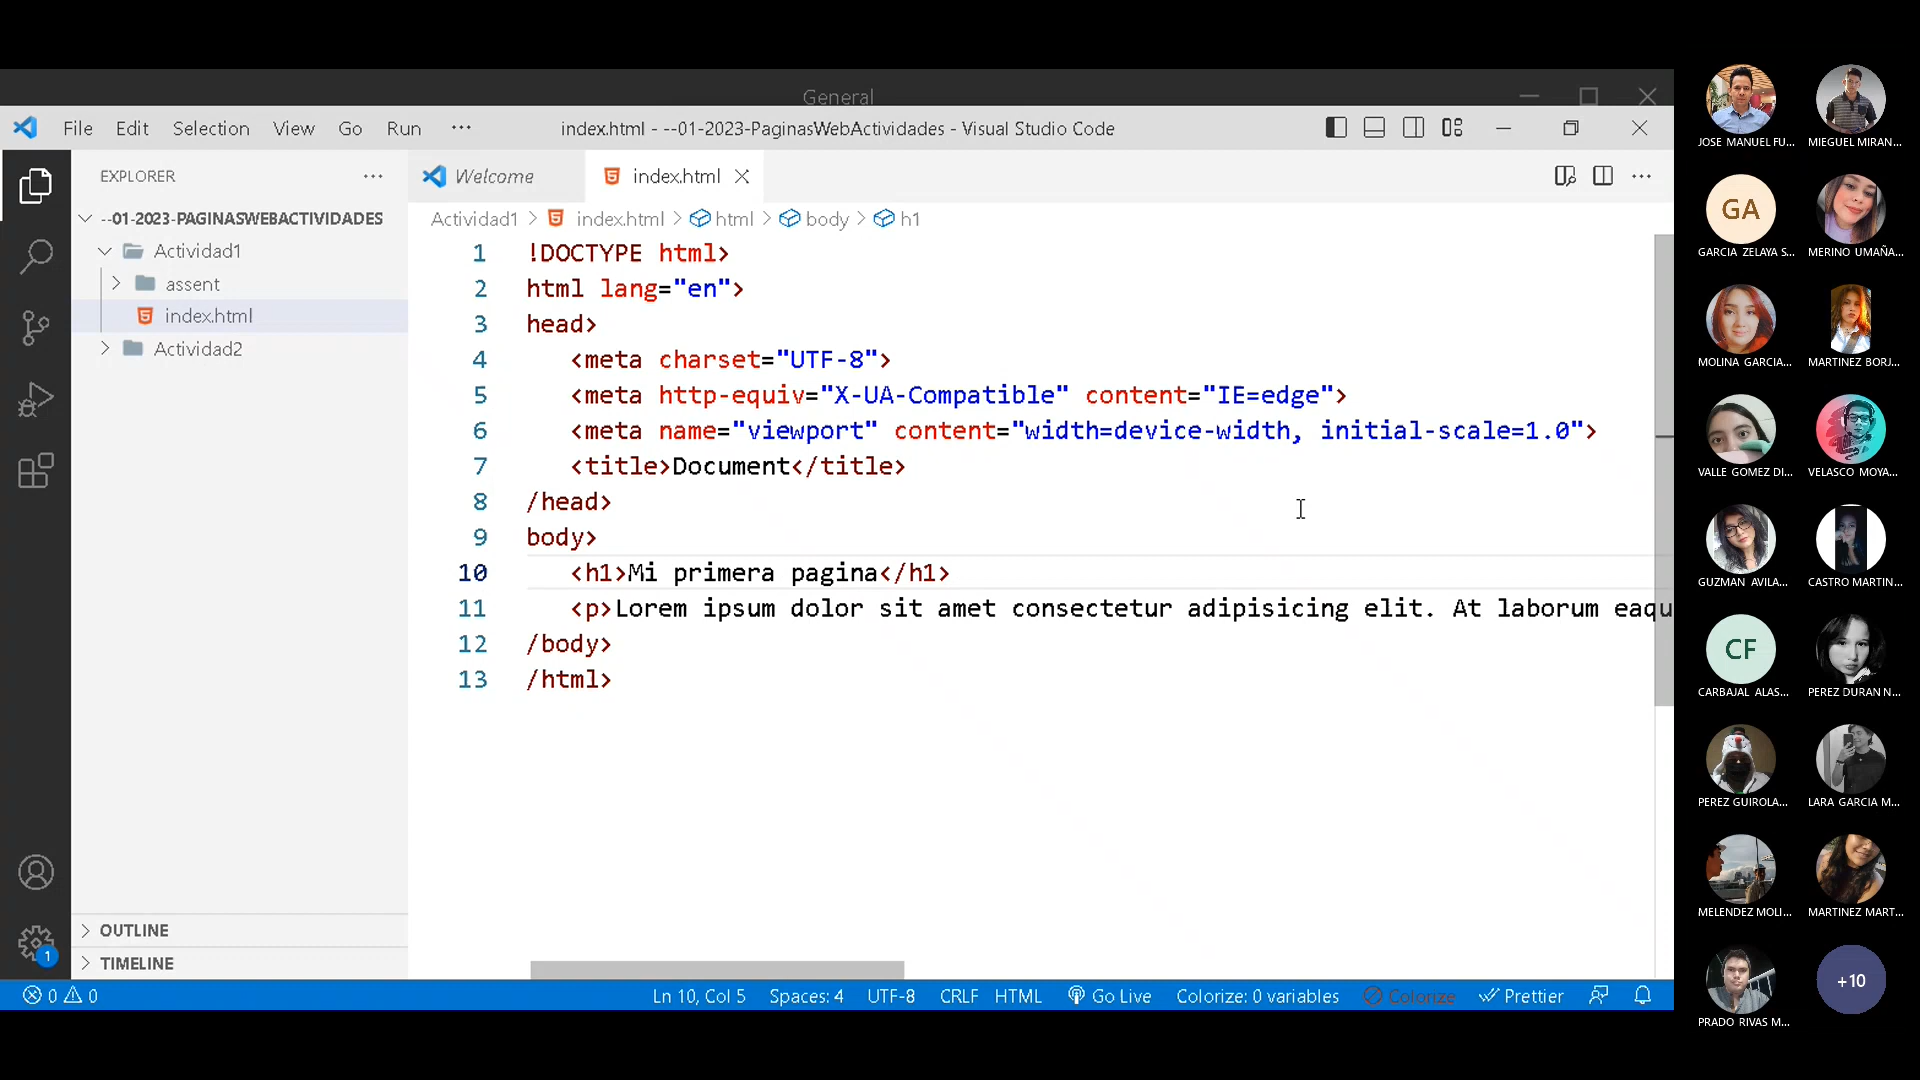 General
File Edit Selection View Go Run ··· index.html - --01-2023-PaginasWebActividades - Visual Studio Code
EXPLORER ···
--01-2023-PAGINASWEBACTIVIDADES
Actividad1
assent
index.html
Actividad2
OUTLINE
TIMELINE
1
Welcome index.html
Actividad1 > index.html > html > body > h1
1 !DOCTYPE html>
2 html lang="en">
3 head>
4 <meta charset="UTF-8">
5 <meta http-equiv="X-UA-Compatible" content="IE=edge">
6 <meta name="viewport" content="width=device-width, initial-scale=1.0">
7 <title>Document</title>
8 /head>
9 body>
10 <h1>Mi primera pagina</h1>
11 <p>Lorem ipsum dolor sit amet consectetur adipisicing elit. At laborum eaqu
12 /body>
13 /html>
0 0 Ln 10, Col 5 Spaces: 4 UTF-8 CRLF HTML Go Live Colorize: 0 variables Colorize Prettier
JOSE MANUEL FU... MIEGUEL MIRAN...
GA
GARCIA ZELAYA S... MERINO UMAÑA...
MOLINA GARCIA... MARTINEZ BORJ...
VALLE GOMEZ DI... VELASCO MOYA...
GUZMAN AVILA... CASTRO MARTIN...
CF
CARBAJAL ALAS... PEREZ DURAN N...
PEREZ GUIROLA... LARA GARCIA M...
MELENDEZ MOLI... MARTINEZ MART...
+10
PRADO RIVAS M...